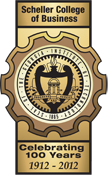 Scheller College
of Business
Celebrating
100 Years
1912 - 2012